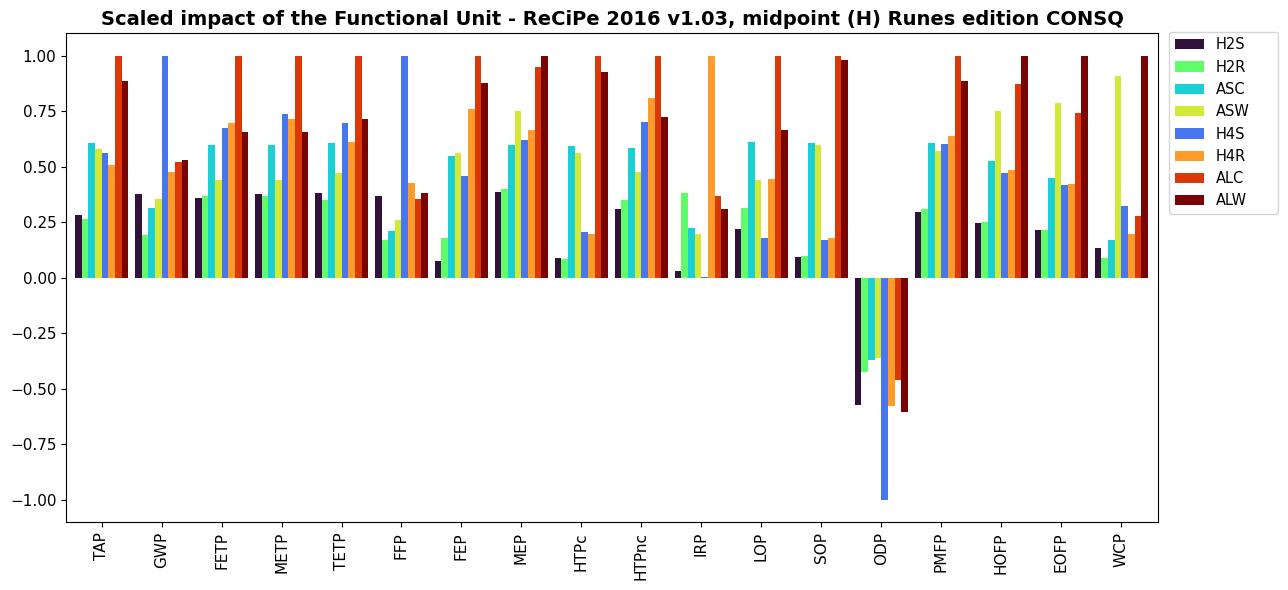 Scaled impact of the Functional Unit - ReCiPe 2016 v1.03, midpoint (H) Runes edition CONSQ
H2S
H2R
ASC
ASW
H4S
H4R
ALC
ALW
1.00
0.75
0.50
0.25
0.00
−0.25
−0.50
−0.75
−1.00
TAP
GWP
FETP
METP
TETP
FFP
FEP
MEP
HTPc
HTPnc
IRP
LOP
SOP
ODP
PMFP
HOFP
EOFP
WCP